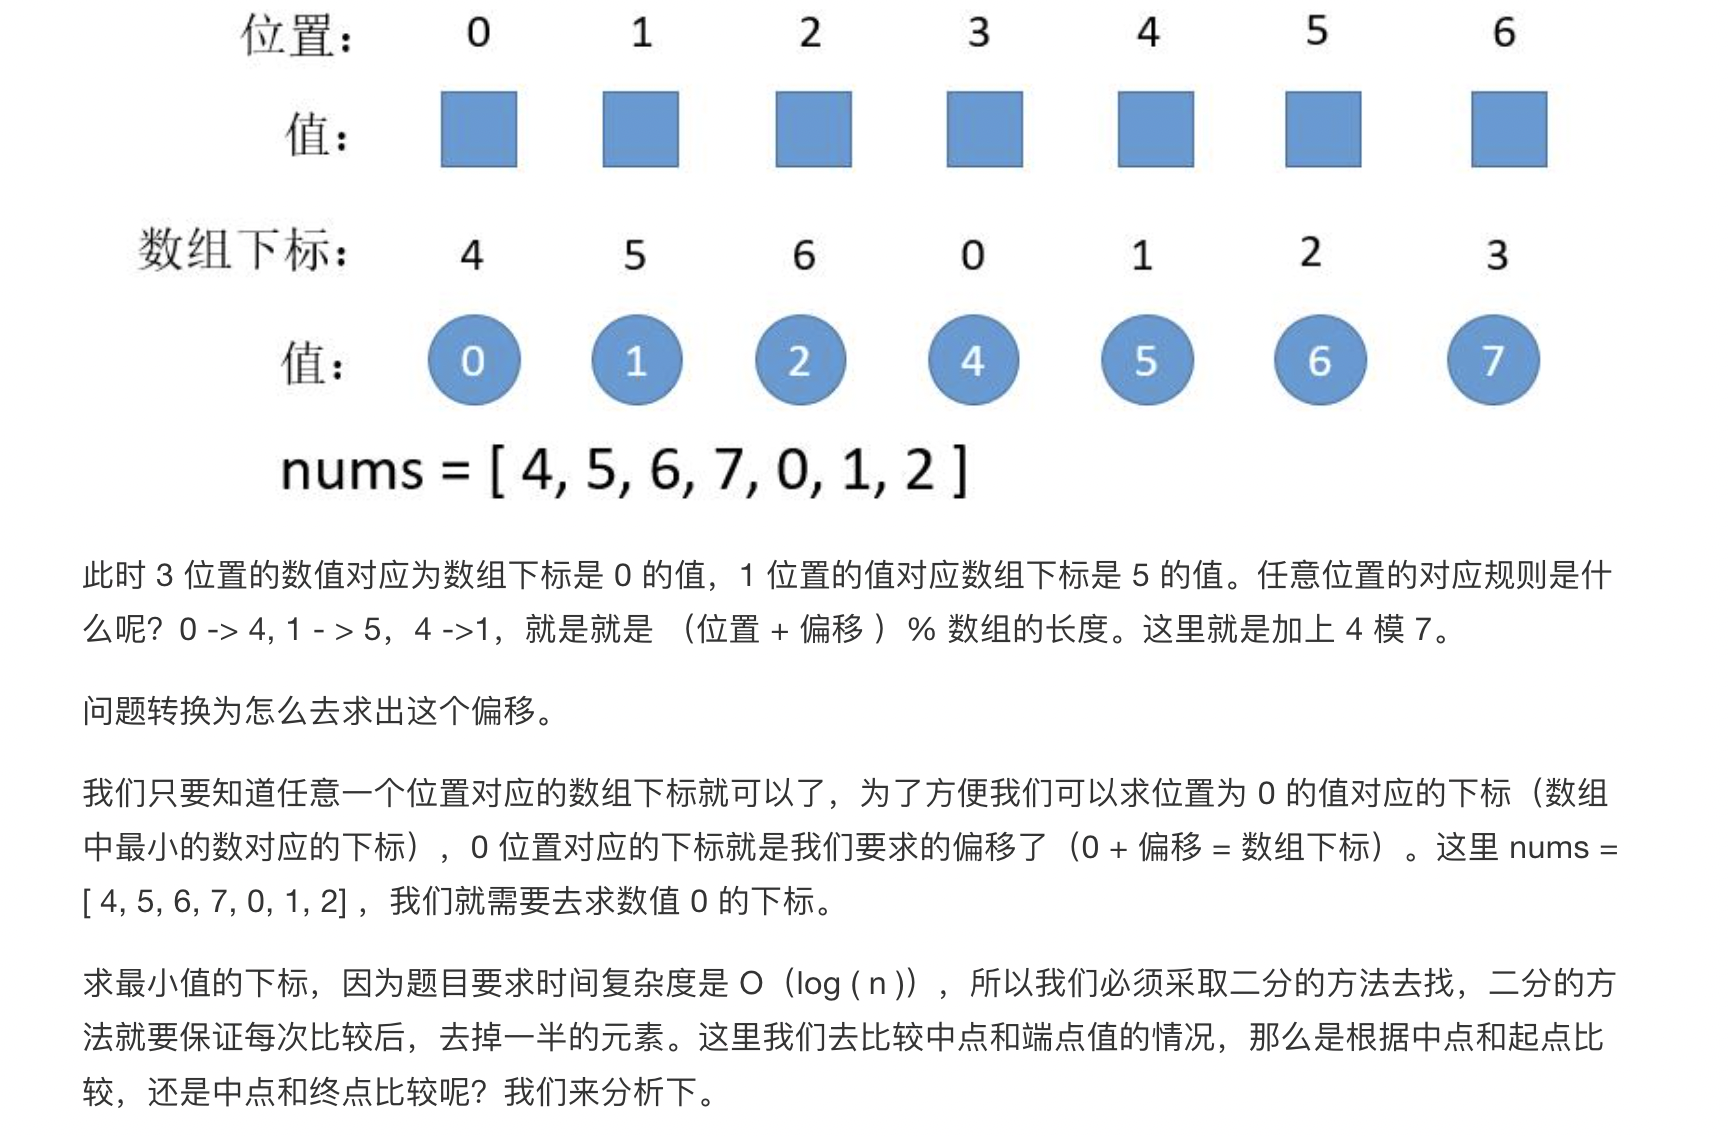 位置： 0 1 2 3 4 5 6
值：
数组下标： 4 5 6 0 1 2 3
值： 0 1 2 4 5 6 7
nums = [ 4, 5, 6, 7, 0, 1, 2 ]
此时 3 位置的数值对应为数组下标是 0 的值，1 位置的值对应数组下标是 5 的值。任意位置的对应规则是什
么呢？0 -> 4, 1 - > 5，4 ->1，就是就是 （位置 + 偏移 ）% 数组的长度。这里就是加上 4 模 7。
问题转换为怎么去求出这个偏移。
我们只要知道任意一个位置对应的数组下标就可以了，为了方便我们可以求位置为 0 的值对应的下标（数组
中最小的数对应的下标），0 位置对应的下标就是我们要求的偏移了（0 + 偏移 = 数组下标）。这里 nums =
[ 4, 5, 6, 7, 0, 1, 2] ，我们就需要去求数值 0 的下标。
求最小值的下标，因为题目要求时间复杂度是 O（log ( n )），所以我们必须采取二分的方法去找，二分的方
法就要保证每次比较后，去掉一半的元素。这里我们去比较中点和端点值的情况，那么是根据中点和起点比
较，还是中点和终点比较呢？我们来分析下。